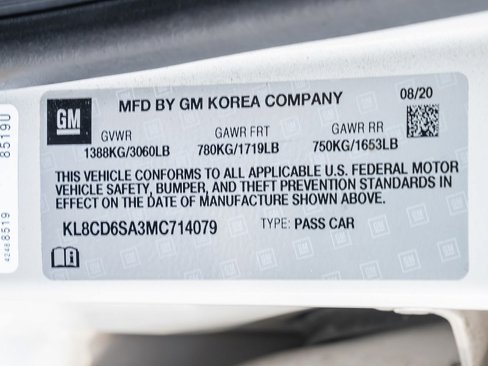 MFD BY GM KOREA COMPANY 08/20
GM
GVWR GAWR FRT GAWR RR
1388KG/3060LB 780KG/1719LB 750KG/1653LB
THIS VEHICLE CONFORMS TO ALL APPLICABLE U.S. FEDERAL MOTOR
VEHICLE SAFETY, BUMPER, AND THEFT PREVENTION STANDARDS IN
EFFECT ON THE DATE OF MANUFACTURE SHOWN ABOVE.
KL8CD6SA3MC714079 TYPE: PASS CAR
8519U
42488519